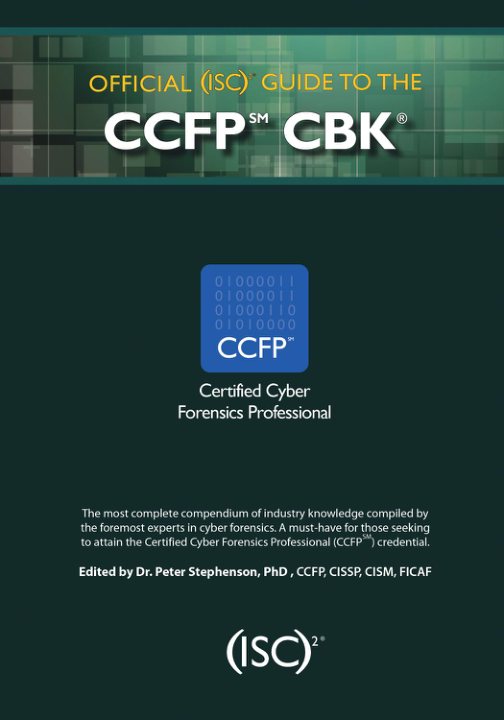 OFFICIAL (ISC)²® GUIDE TO THE
CCFP℠ CBK®
01000011
01000011
01000110
01010000
CCFP℠
Certified Cyber
Forensics Professional
The most complete compendium of industry knowledge compiled by
the foremost experts in cyber forensics. A must-have for those seeking
to attain the Certified Cyber Forensics Professional (CCFP℠) credential.
Edited by Dr. Peter Stephenson, PhD , CCFP, CISSP, CISM, FICAF
(ISC)²®